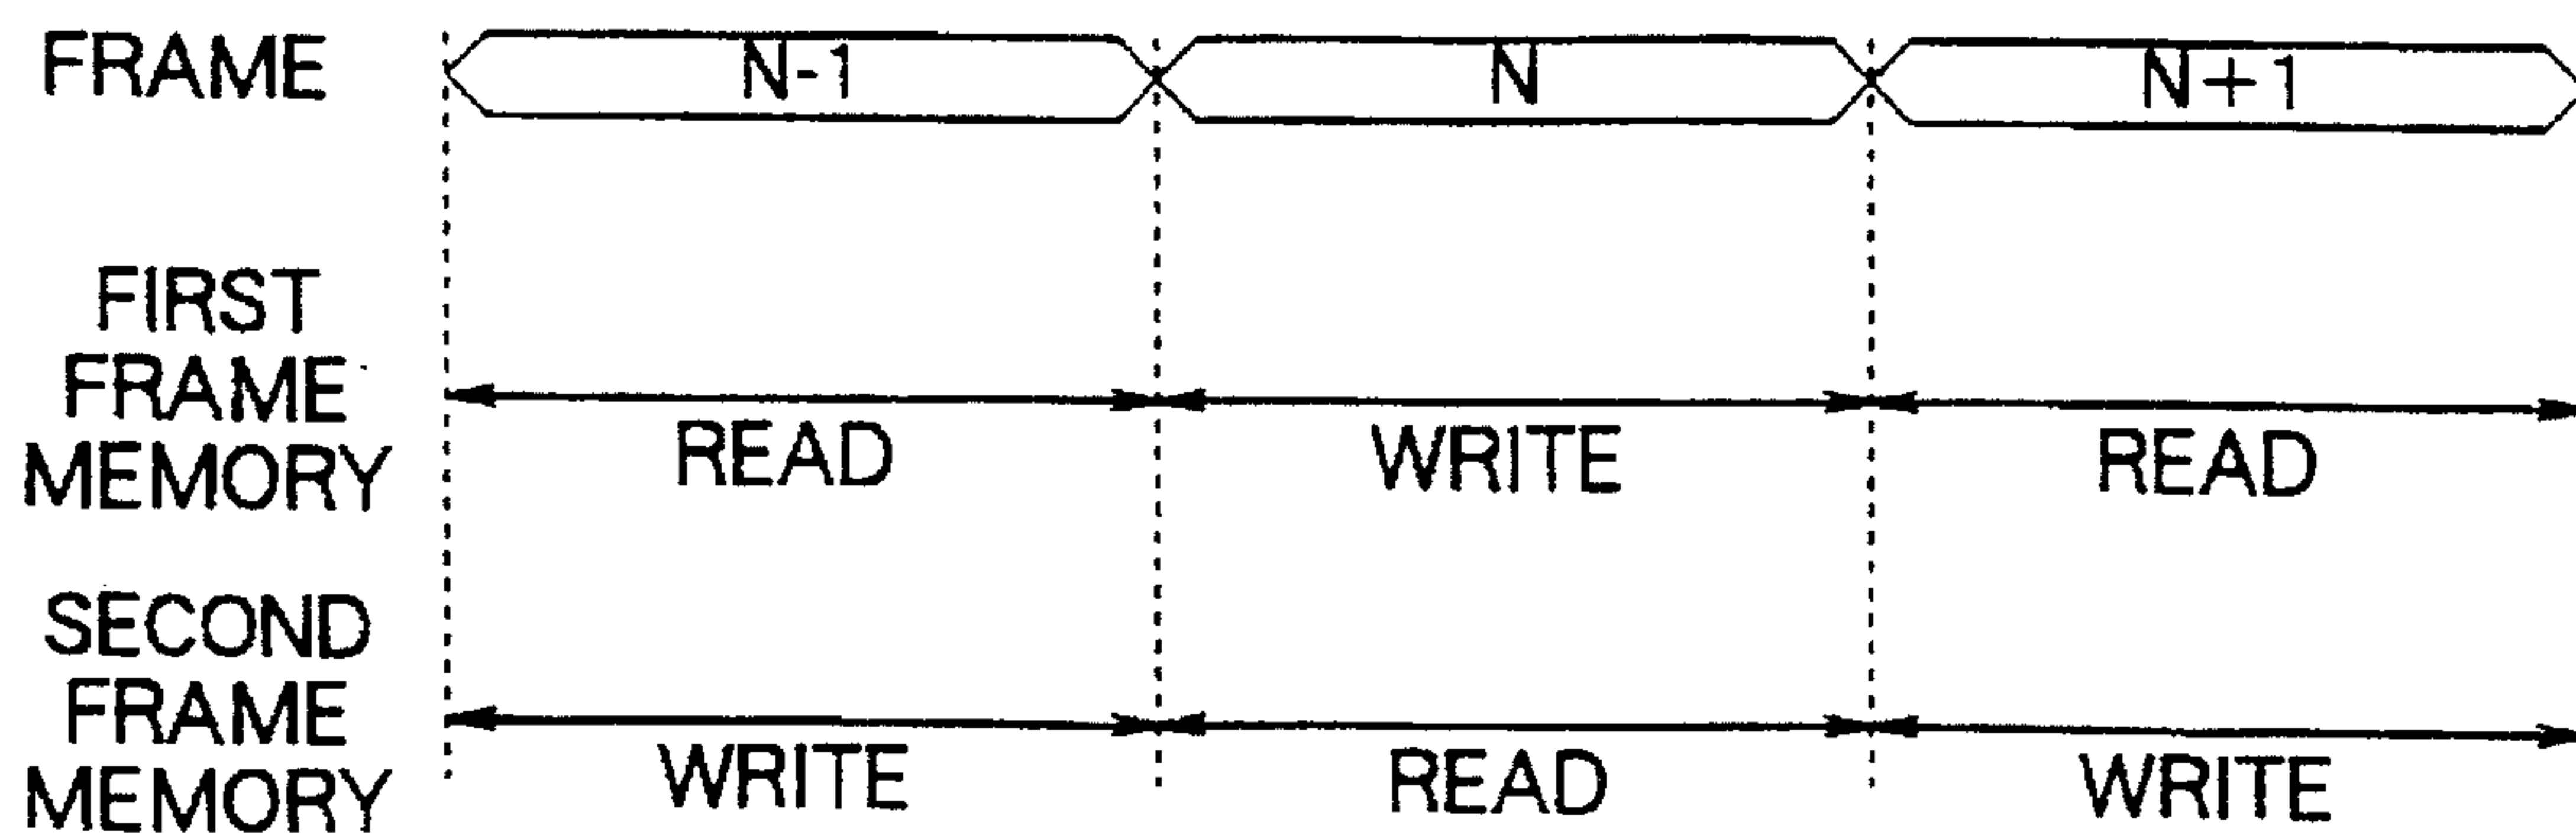 FRAME N-1 N N+1
FIRST
FRAME
MEMORY
READ WRITE READ
SECOND
FRAME
MEMORY
WRITE READ WRITE